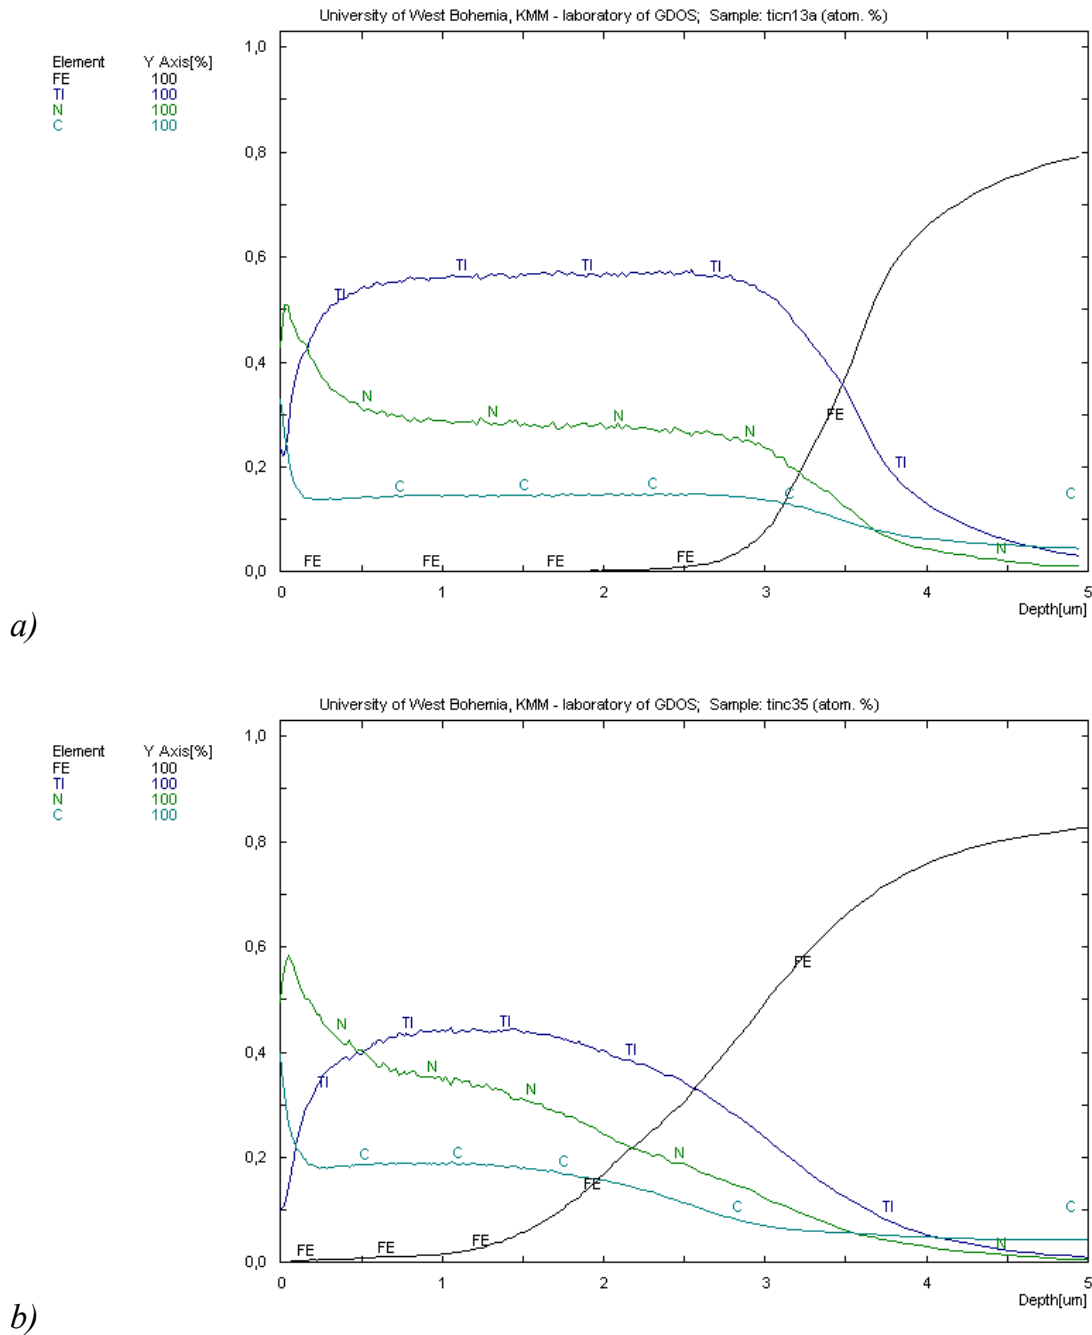 University of West Bohemia, KMM - laboratory of GDOS; Sample: ticn13a (atom. %)
Element Y Axis[%]
FE 100
TI 100
N 100
C 100
1,0
0,8
0,6
0,4
0,2
0,0
TI TI TI TI TI
N N N N N
C C C C C
FE FE FE FE FE
0 1 2 3 4 5
Depth[um]
a)
University of West Bohemia, KMM - laboratory of GDOS; Sample: tinc35 (atom. %)
Element Y Axis[%]
FE 100
TI 100
N 100
C 100
1,0
0,8
0,6
0,4
0,2
0,0
TI TI TI TI TI
N N N N N
C C C C C
FE FE FE FE FE
0 1 2 3 4 5
Depth[um]
b)